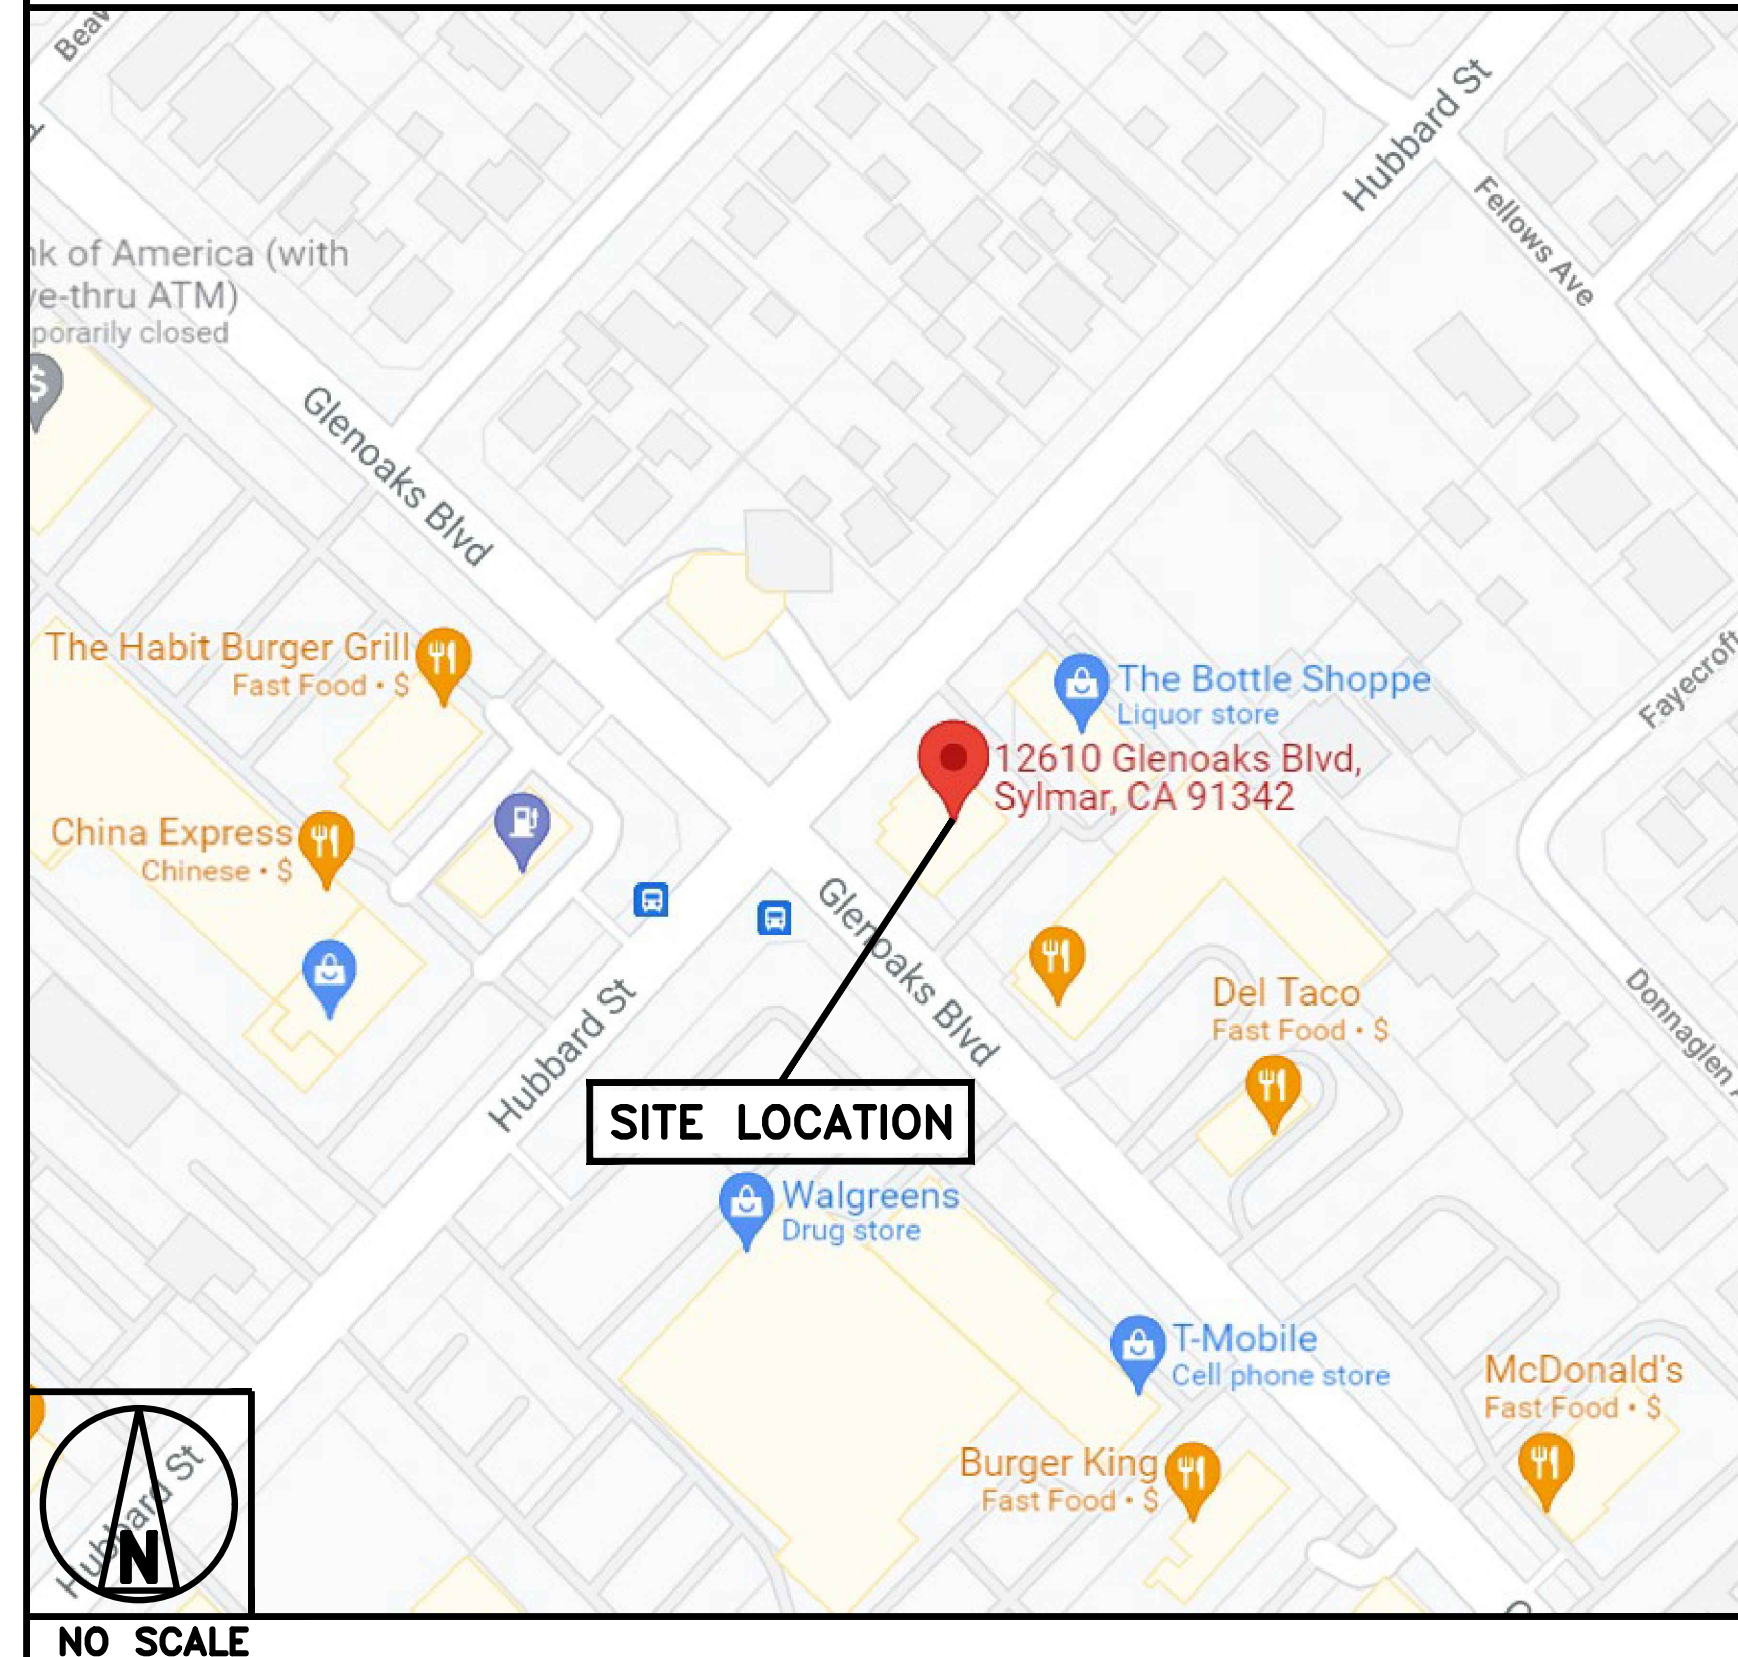 Beav
Hubbard St
Fellows Ave
nk of America (with
ve-thru ATM)
porarily closed
$
Glenoaks Blvd
The Habit Burger Grill
Fast Food • $
The Bottle Shoppe
Liquor store
Fayecroft
12610 Glenoaks Blvd,
Sylmar, CA 91342
China Express
Chinese • $
Glenoaks Blvd
Del Taco
Fast Food • $
Donnaglen
Hubbard St
SITE LOCATION
Walgreens
Drug store
T-Mobile
Cell phone store
McDonald's
Fast Food • $
Burger King
Fast Food • $
Hubbard St
N
NO SCALE